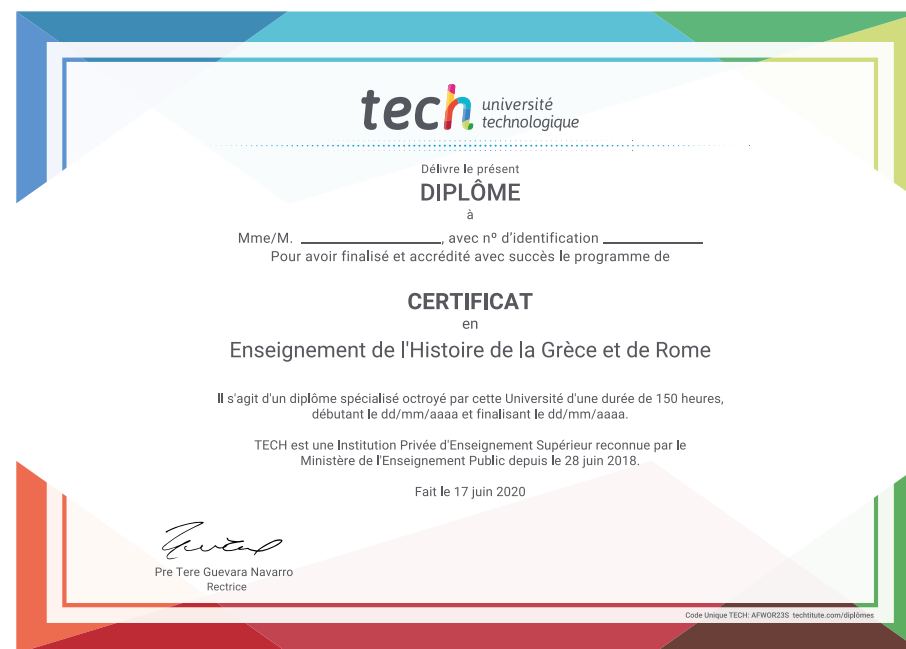 tech université
technologique
Délivre le présent
DIPLÔME
à
Mme/M. ____________________, avec nº d'identification ______________
Pour avoir finalisé et accrédité avec succès le programme de
CERTIFICAT
en
Enseignement de l'Histoire de la Grèce et de Rome
Il s'agit d'un diplôme spécialisé octroyé par cette Université d'une durée de 150 heures,
débutant le dd/mm/aaaa et finalisant le dd/mm/aaaa.
TECH est une Institution Privée d'Enseignement Supérieur reconnue par le
Ministère de l'Enseignement Public depuis le 28 juin 2018.
Fait le 17 juin 2020
Pre Tere Guevara Navarro
Rectrice
Code Unique TECH: AFWOR23S techtitute.com/diplômes